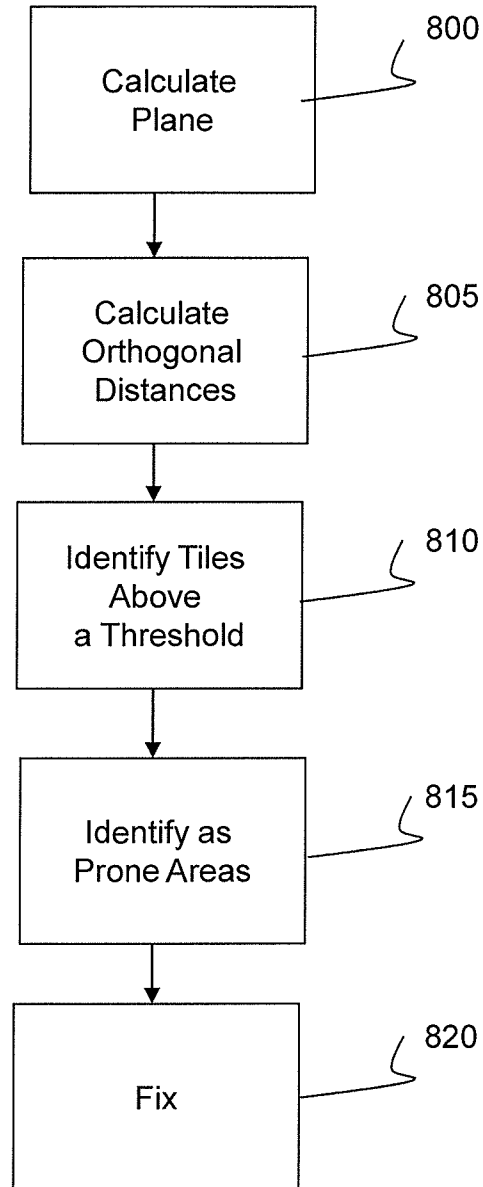 Calculate
Plane
800
Calculate
Orthogonal
Distances
805
Identify Tiles
Above
a Threshold
810
Identify as
Prone Areas
815
Fix
820